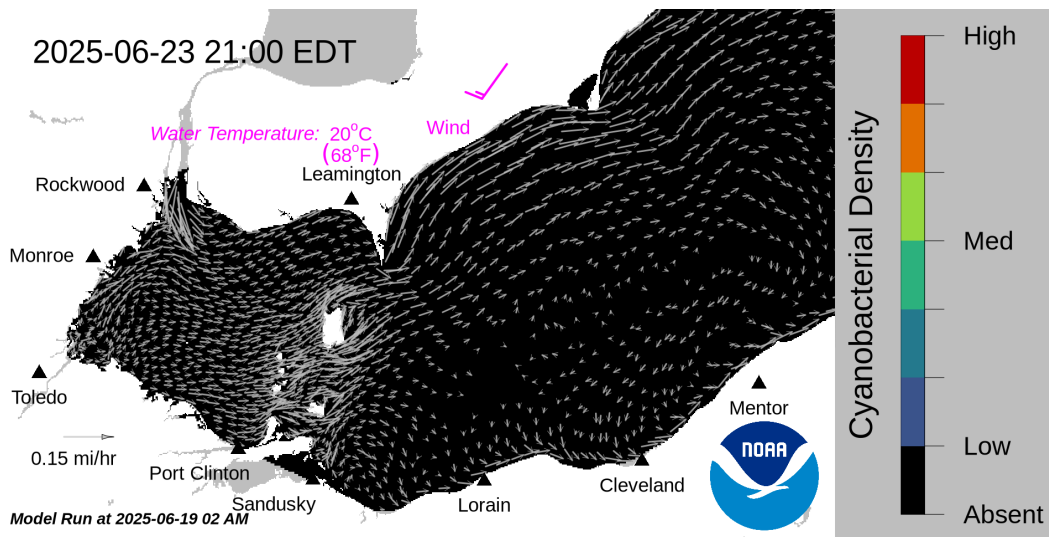 2025-06-23 21:00 EDT
Water Temperature: 20°C
(68°F)
Wind
Leamington
Rockwood
Monroe
Toledo
0.15 mi/hr
Port Clinton
Sandusky
Lorain
Cleveland
Mentor
NOAA
Model Run at 2025-06-19 02 AM
Cyanobacterial Density
High
Med
Low
Absent